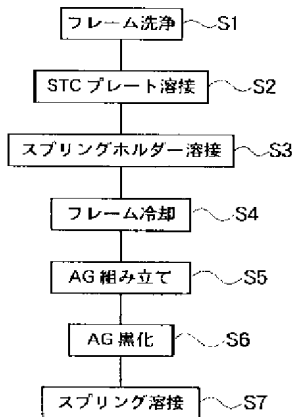 フレーム洗浄 S1
STC プレート溶接 S2
スプリングホルダー溶接 S3
フレーム冷却 S4
AG 組み立て S5
AG 黒化 S6
スプリング溶接 S7